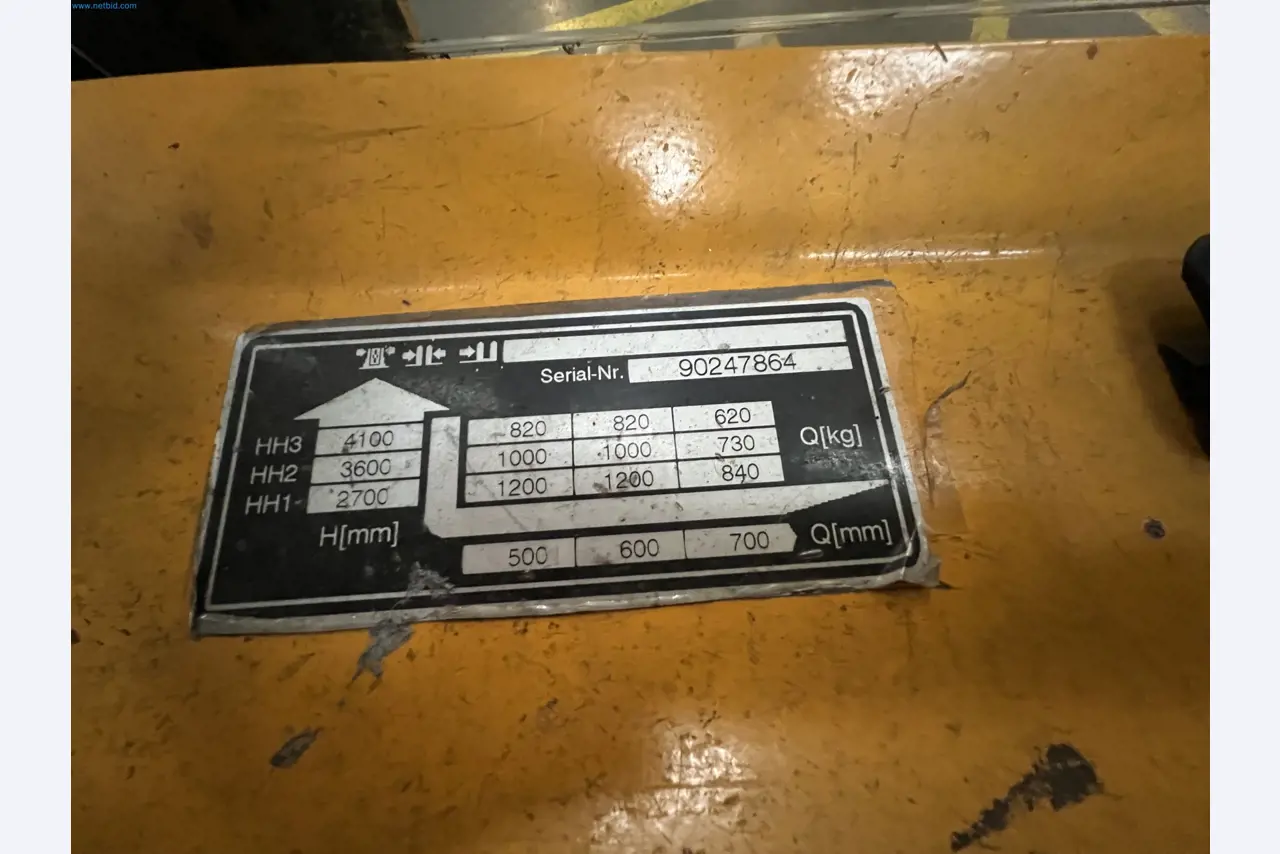 www.netbid.com
Serial-Nr. 90247864
HH3 4100 820 820 620 Q[kg]
HH2 3600 1000 1000 730
HH1 2700 1200 1200 840
H[mm] 500 600 700 Q[mm]